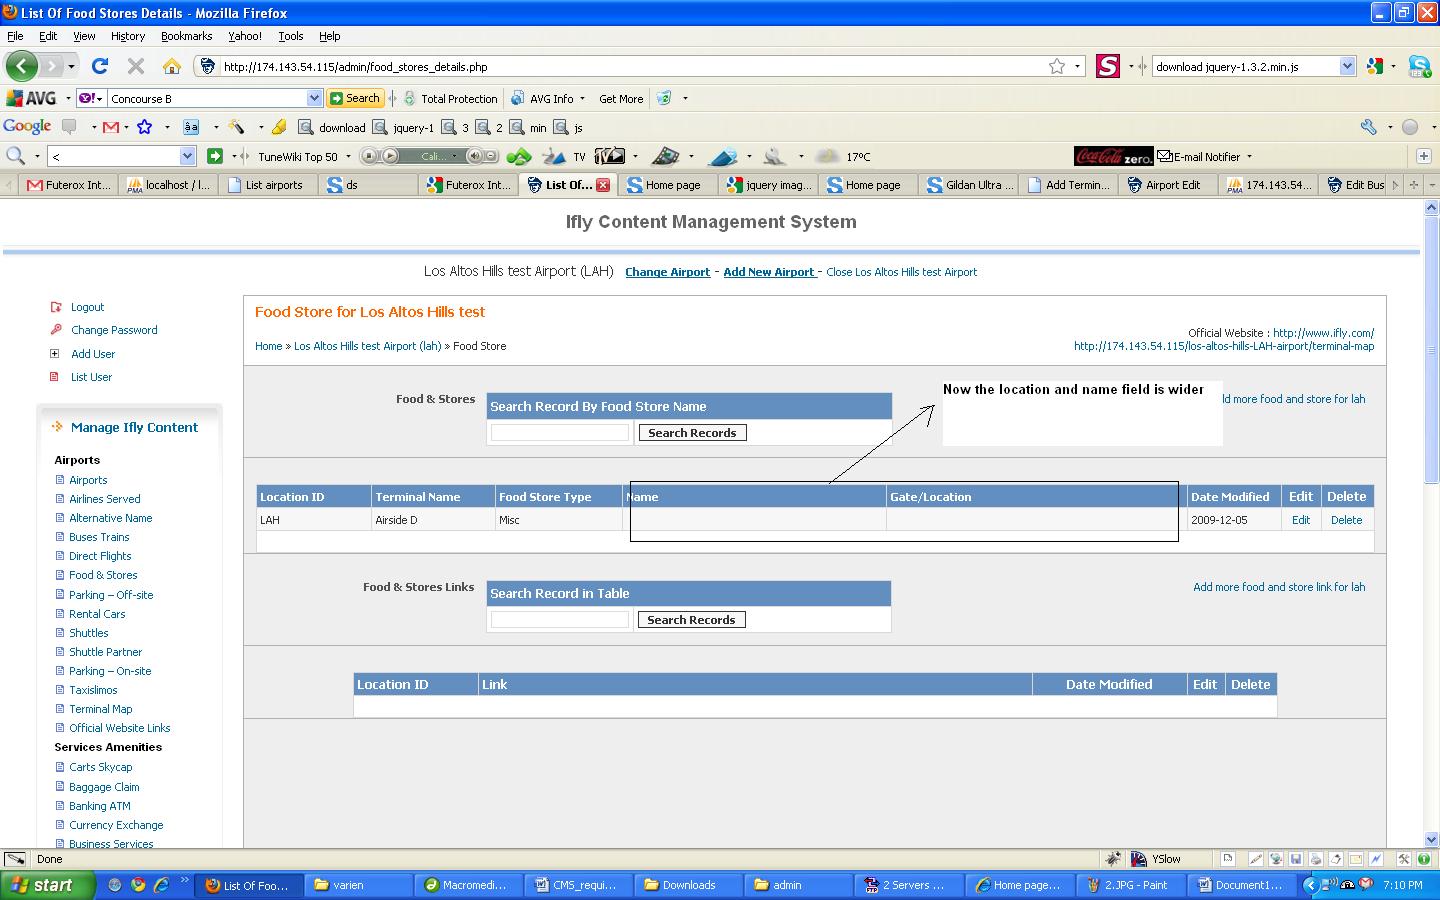 List Of Food Stores Details - Mozilla Firefox
File Edit View History Bookmarks Yahoo! Tools Help
http://174.143.54.115/admin/food_stores_details.php download jquery-1.3.2.min.js
AVG Y! Concourse B Search Total Protection AVG Info Get More
Google download jquery-1 3 2 min js
< TuneWiki Top 50 Cali... TV 17°C Coca-Cola zero. E-mail Notifier
Futerox Int... localhost / l... List airports ds Futerox Int... List Of... Home page jquery imag... Home page Gildan Ultra ... Add Termin... Airport Edit 174.143.54... Edit Bus
Ifly Content Management System
Los Altos Hills test Airport (LAH) Change Airport - Add New Airport - Close Los Altos Hills test Airport
Logout
Change Password
Add User
List User
Manage Ifly Content
Airports
Airports
Airlines Served
Alternative Name
Buses Trains
Direct Flights
Food & Stores
Parking – Off-site
Rental Cars
Shuttles
Shuttle Partner
Parking – On-site
Taxislimos
Terminal Map
Official Website Links
Services Amenities
Carts Skycap
Baggage Claim
Banking ATM
Currency Exchange
Business Services
Food Store for Los Altos Hills test
Official Website : http://www.ifly.com/
Home » Los Altos Hills test Airport (lah) » Food Store
http://174.143.54.115/los-altos-hills-LAH-airport/terminal-map
Food & Stores
Search Record By Food Store Name
Search Records
Now the location and name field is wider
dd more food and store for lah
Location ID Terminal Name Food Store Type Name Gate/Location Date Modified Edit Delete
LAH Airside D Misc 2009-12-05 Edit Delete
Food & Stores Links
Search Record in Table
Search Records
Add more food and store link for lah
Location ID Link Date Modified Edit Delete
Done YSlow
start List Of Foo... varien Macromedi... CMS_requi... Downloads admin 2 Servers ... Home page... 2.JPG - Paint Document1... 7:10 PM